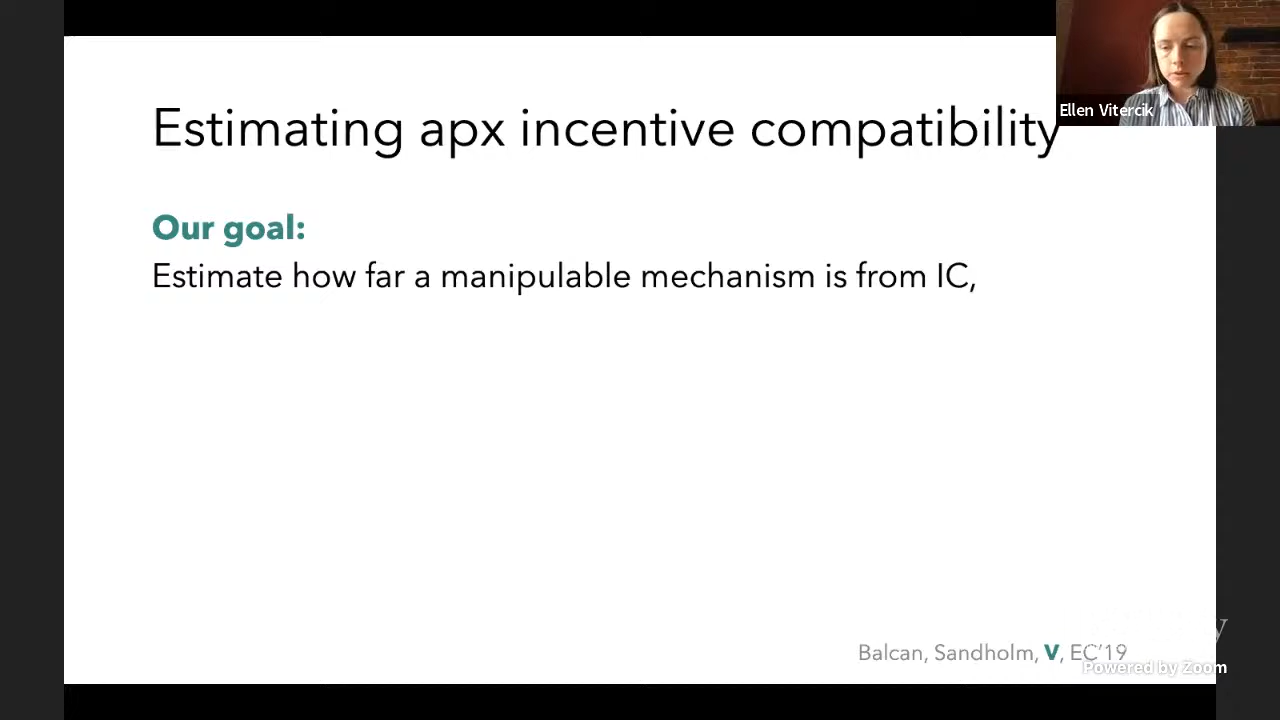 Estimating apx incentive compatibility
Ellen Vitercik
Our goal:
Estimate how far a manipulable mechanism is from IC,
Balcan, Sandholm, V, EC'19
Powered by Zoom